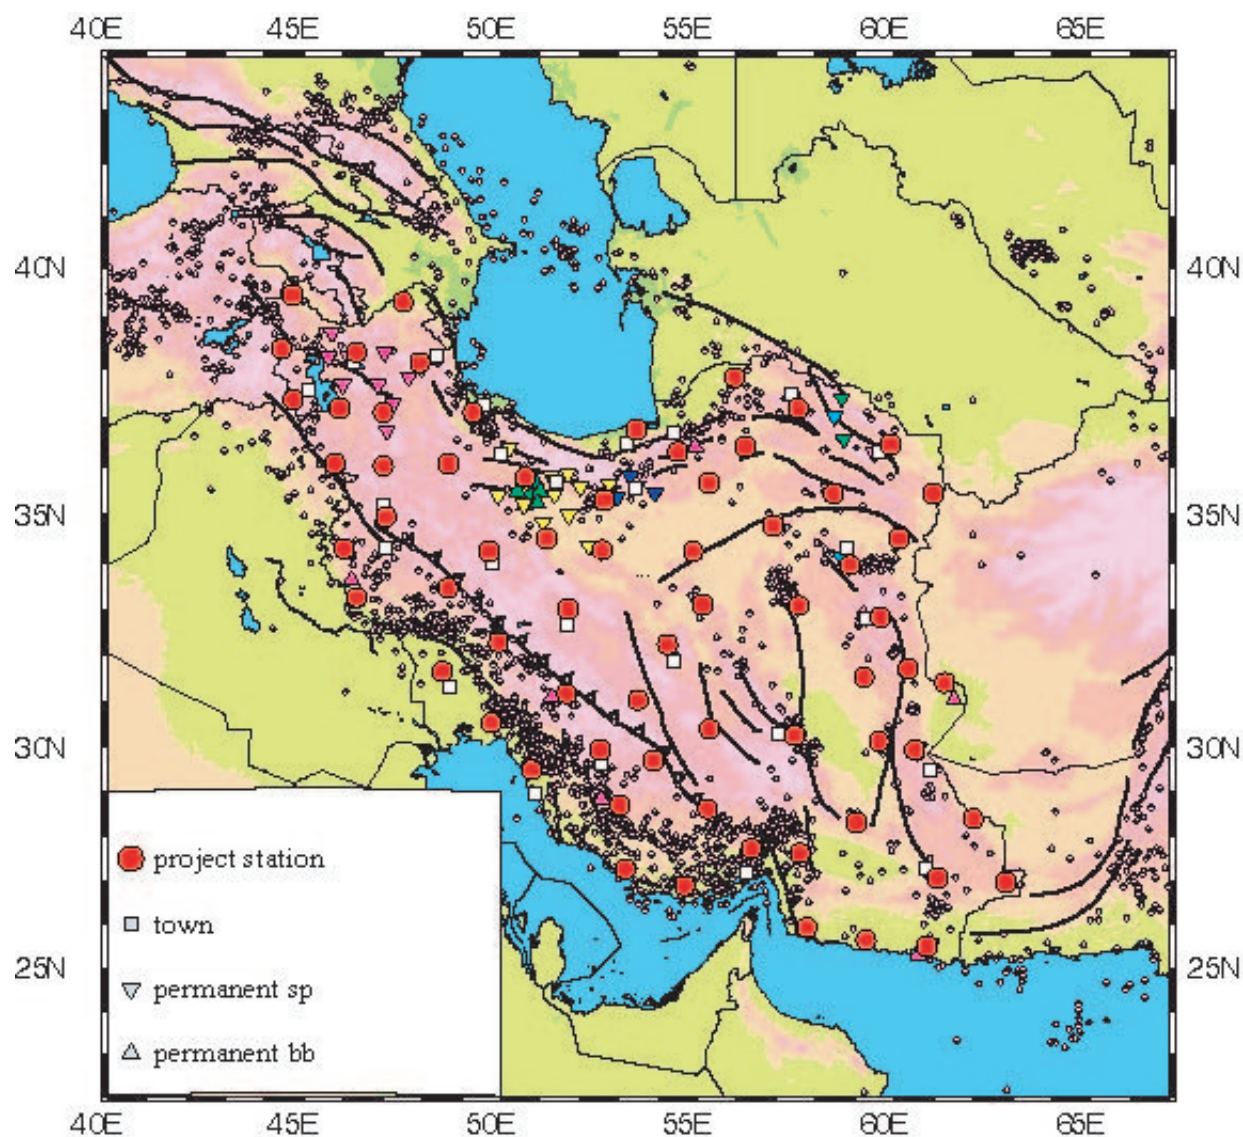 40E 45E 50E 55E 60E 65E
40N 40N
35N 35N
30N 30N
project station
town
25N 25N
permanent sp
permanent bb
40E 45E 50E 55E 60E 65E